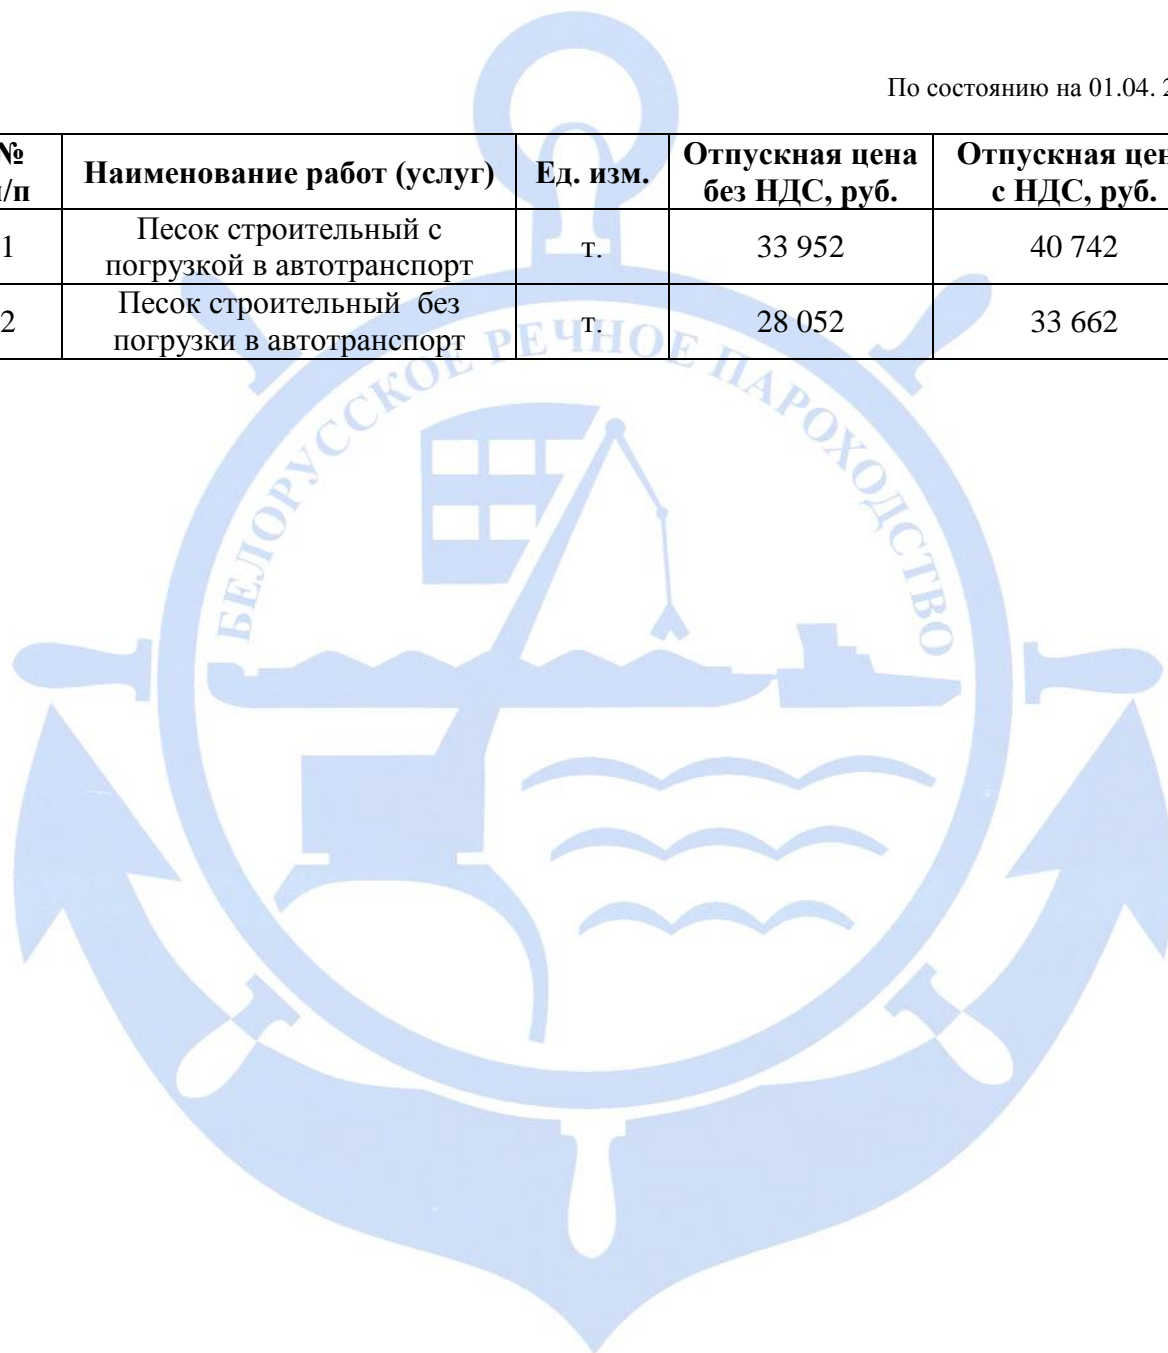 По состоянию на 01.04. 2
№ Наименование работ (услуг) Ед. изм. Отпускная цена Отпускная цен
п/п без НДС, руб. с НДС, руб.
1 Песок строительный с т. 33 952 40 742
погрузкой в автотранспорт
2 Песок строительный без т. 28 052 33 662
погрузки в автотранспорт
БЕЛОРУССКОЕ РЕЧНОЕ ПАРОХОДСТВО